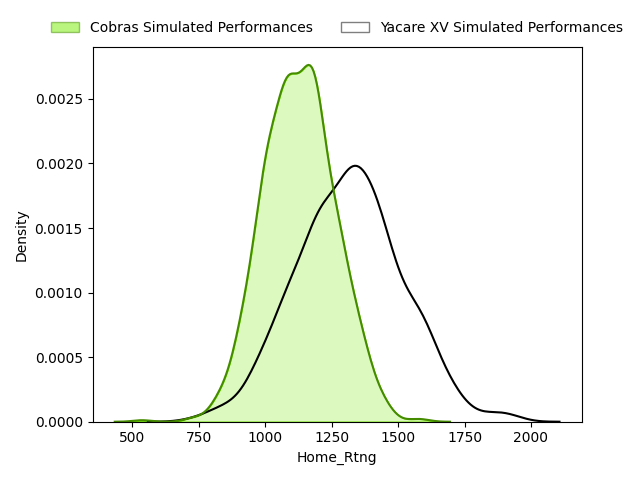 Cobras Simulated Performances
Yacare XV Simulated Performances
0.0025
0.0020
0.0015
0.0010
0.0005
0.0000
Density
500 750 1000 1250 1500 1750 2000
Home_Rtng